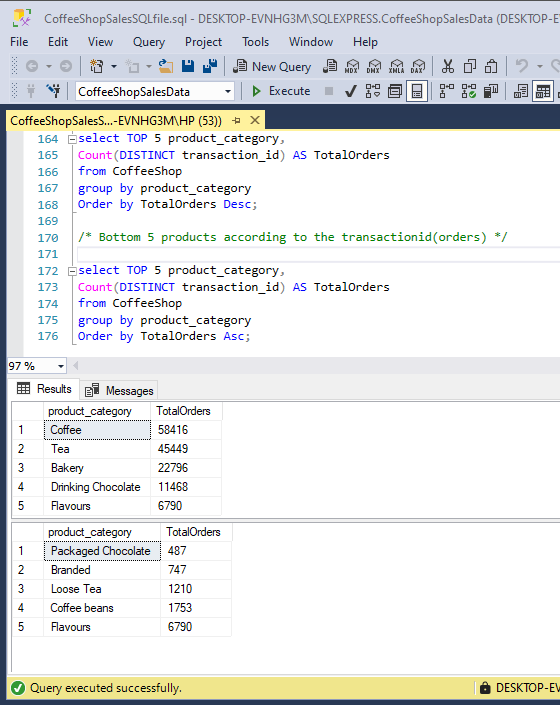 CoffeeShopSalesSQLfile.sql - DESKTOP-EVNHG3M\SQLEXPRESS.CoffeeShopSalesData (DESKTOP-E
File Edit View Query Project Tools Window Help
New Query MDX DMX XMLA DAX
CoffeeShopSalesData Execute
CoffeeShopSalesS...-EVNHG3M\HP (53))
164 select TOP 5 product_category,
165 Count(DISTINCT transaction_id) AS TotalOrders
166 from CoffeeShop
167 group by product_category
168 Order by TotalOrders Desc;
169
170 /* Bottom 5 products according to the transactionid(orders) */
171
172 select TOP 5 product_category,
173 Count(DISTINCT transaction_id) AS TotalOrders
174 from CoffeeShop
175 group by product_category
176 Order by TotalOrders Asc;
97 %
Results Messages
product_category TotalOrders
1 Coffee 58416
2 Tea 45449
3 Bakery 22796
4 Drinking Chocolate 11468
5 Flavours 6790
product_category TotalOrders
1 Packaged Chocolate 487
2 Branded 747
3 Loose Tea 1210
4 Coffee beans 1753
5 Flavours 6790
Query executed successfully. DESKTOP-EV